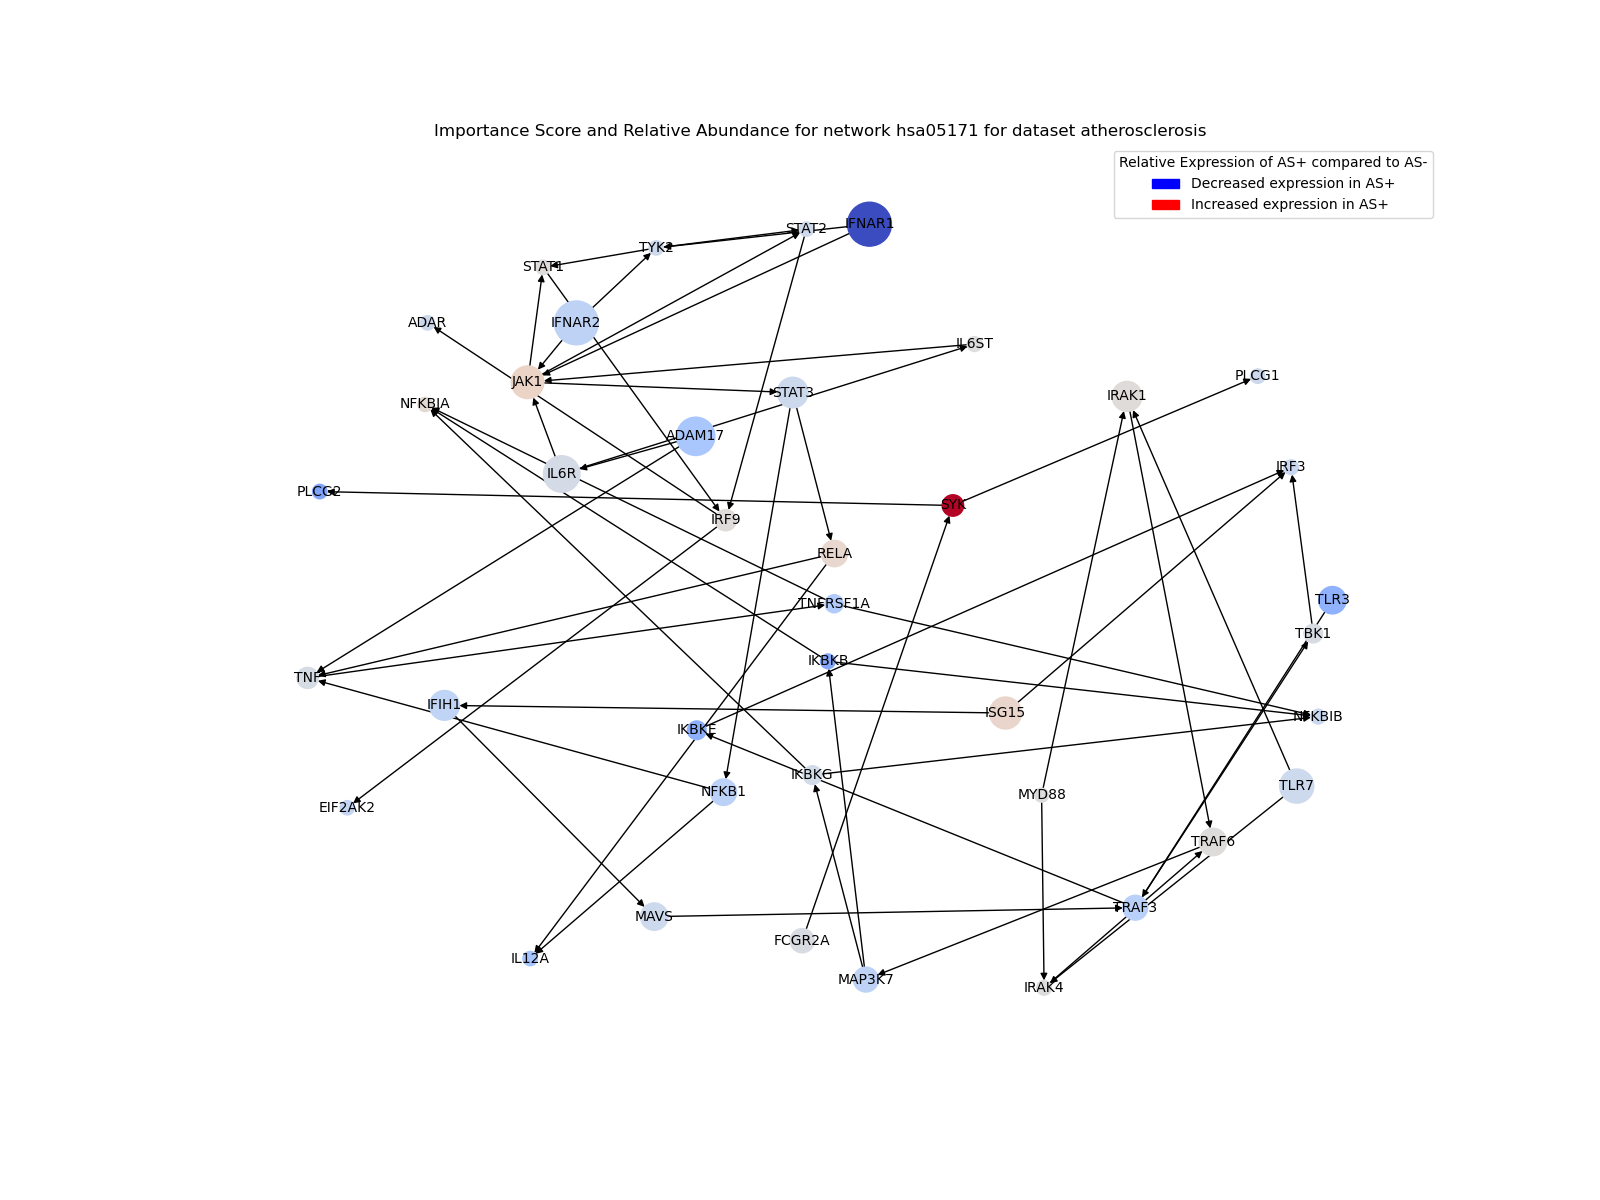 Importance Score and Relative Abundance for network hsa05171 for dataset atherosclerosis
Relative Expression of AS+ compared to AS-
Decreased expression in AS+
Increased expression in AS+
IFNAR1
STAT2
TYK2
STAT1
ADAR
IFNAR2
IL6ST
JAK1
PLCG1
STAT3
IRAK1
NFKBIA
ADAM17
IL6R
IRF3
PLCG2
SYK
IRF9
RELA
TLR3
TNFRSF1A
TBK1
IKBKB
TNF
IFIH1
ISG15
NFKBIB
IKBKE
IKBKG
TLR7
NFKB1
MYD88
EIF2AK2
TRAF6
TRAF3
MAVS
FCGR2A
IL12A
MAP3K7
IRAK4